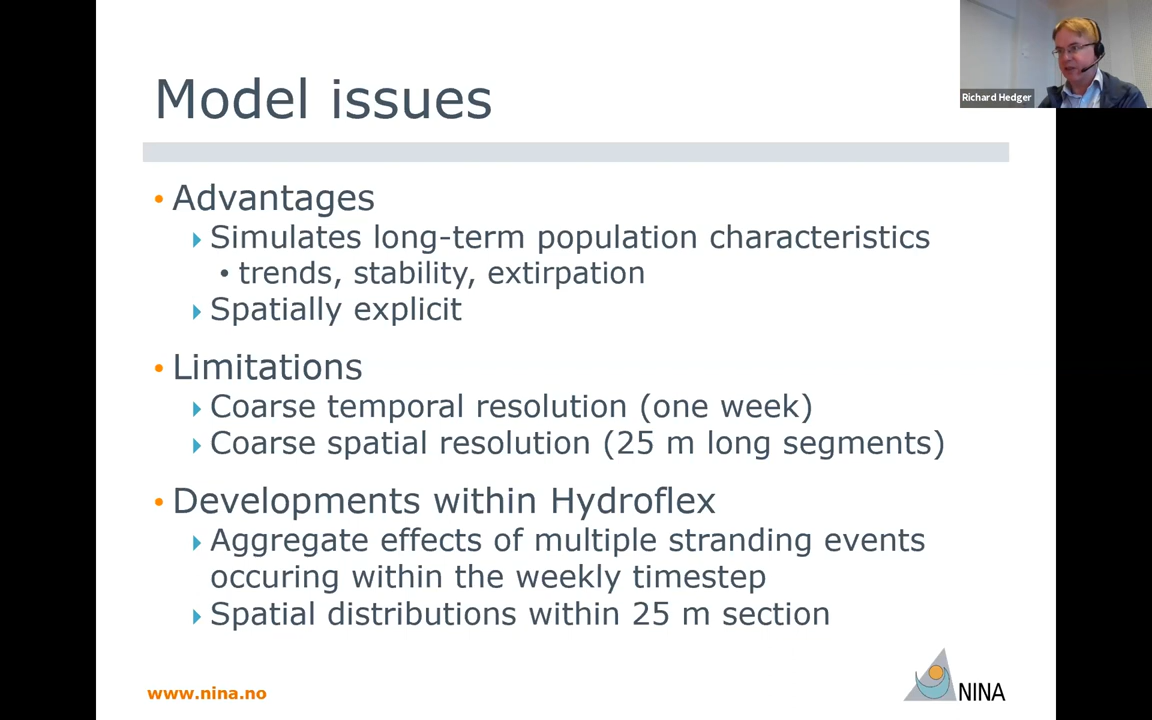 Richard Hedger
Model issues
• Advantages
Simulates long-term population characteristics
• trends, stability, extirpation
Spatially explicit
• Limitations
Coarse temporal resolution (one week)
Coarse spatial resolution (25 m long segments)
• Developments within Hydroflex
Aggregate effects of multiple stranding events
occuring within the weekly timestep
Spatial distributions within 25 m section
www.nina.no
NINA